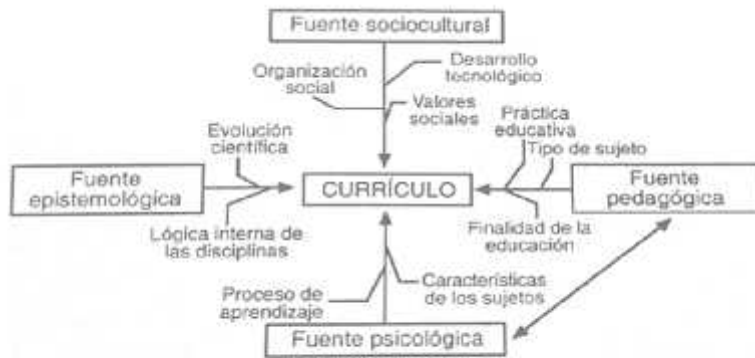 Fuente sociocultural
Desarrollo
tecnológico
Organización
social
Valores
sociales
Práctica
educativa
Tipo de sujeto
Evolución
científica
Fuente
epistemológica
CURRÍCULO
Fuente
pedagógica
Lógica interna de
las disciplinas
Finalidad de la
educación
Características
de los sujetos
Proceso de
aprendizaje
Fuente psicológica